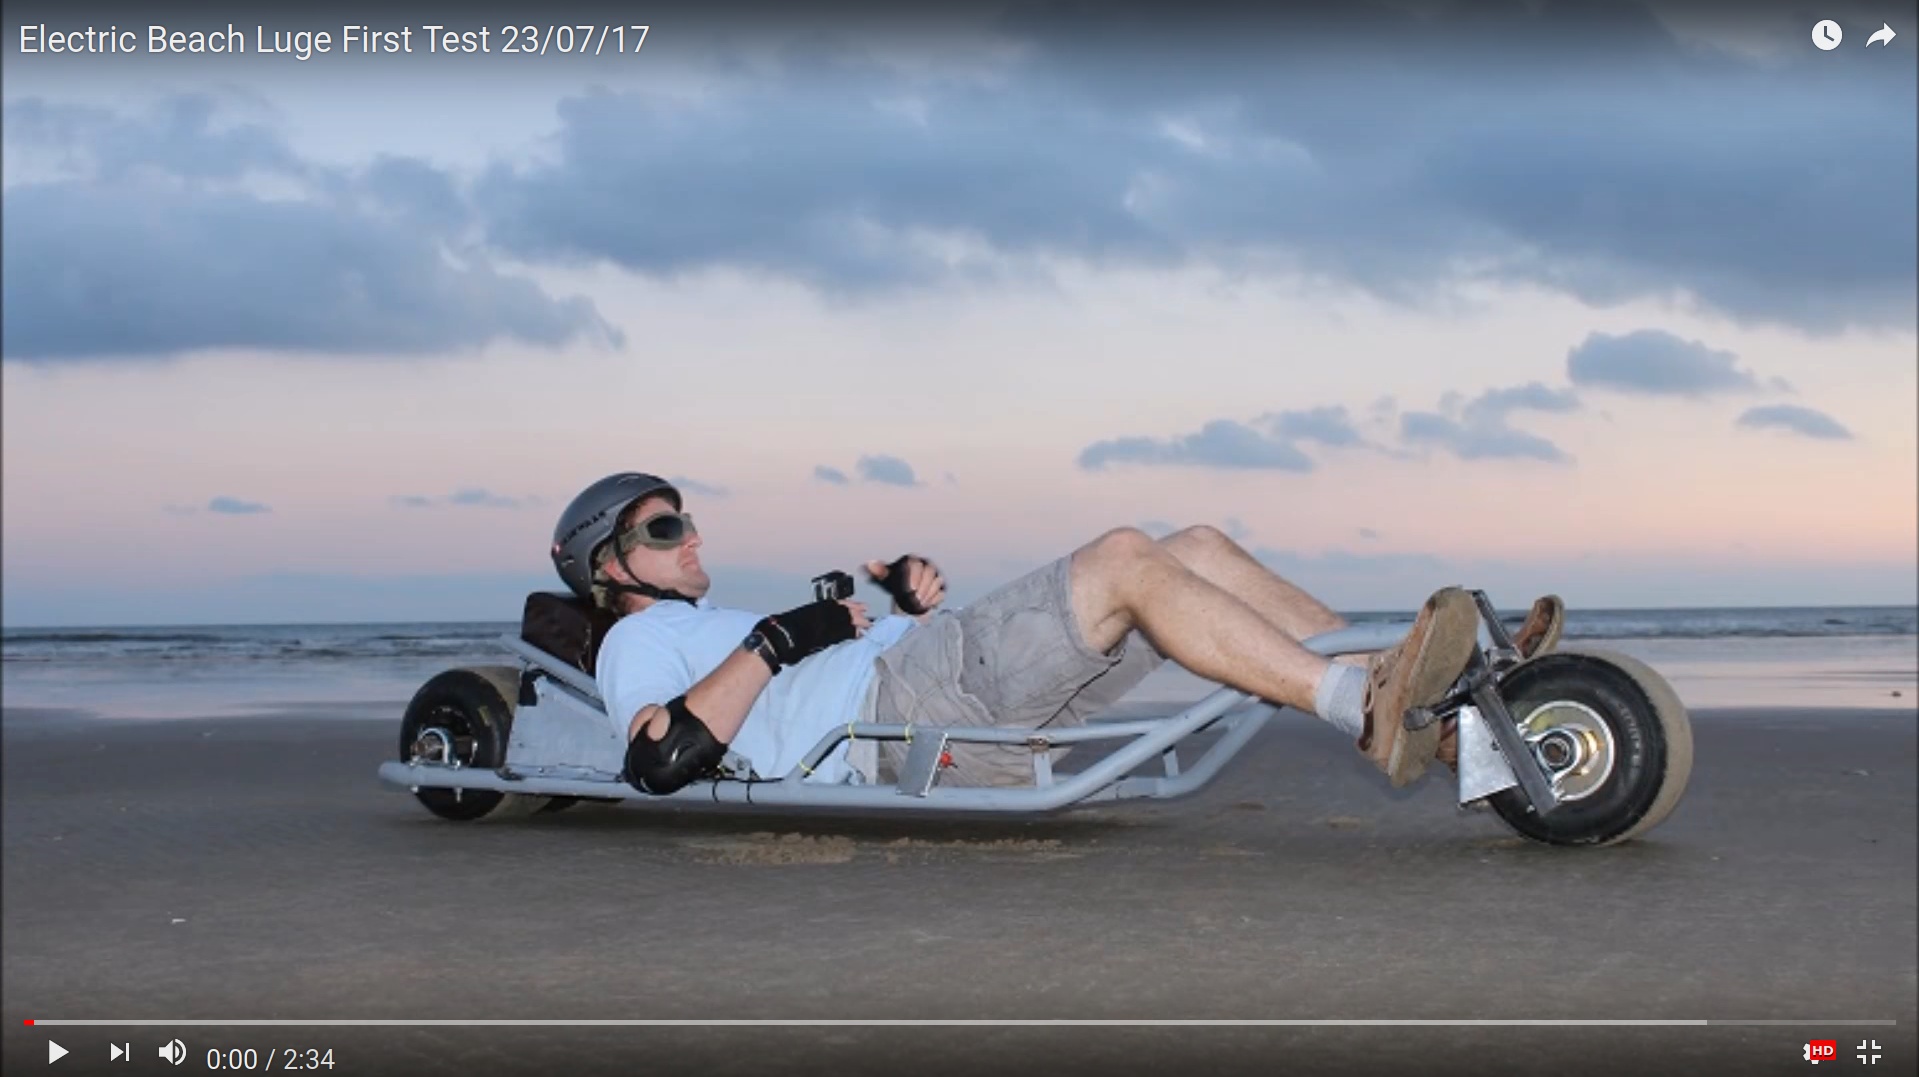 Electric Beach Luge First Test 23/07/17
0:00 / 2:34
HD